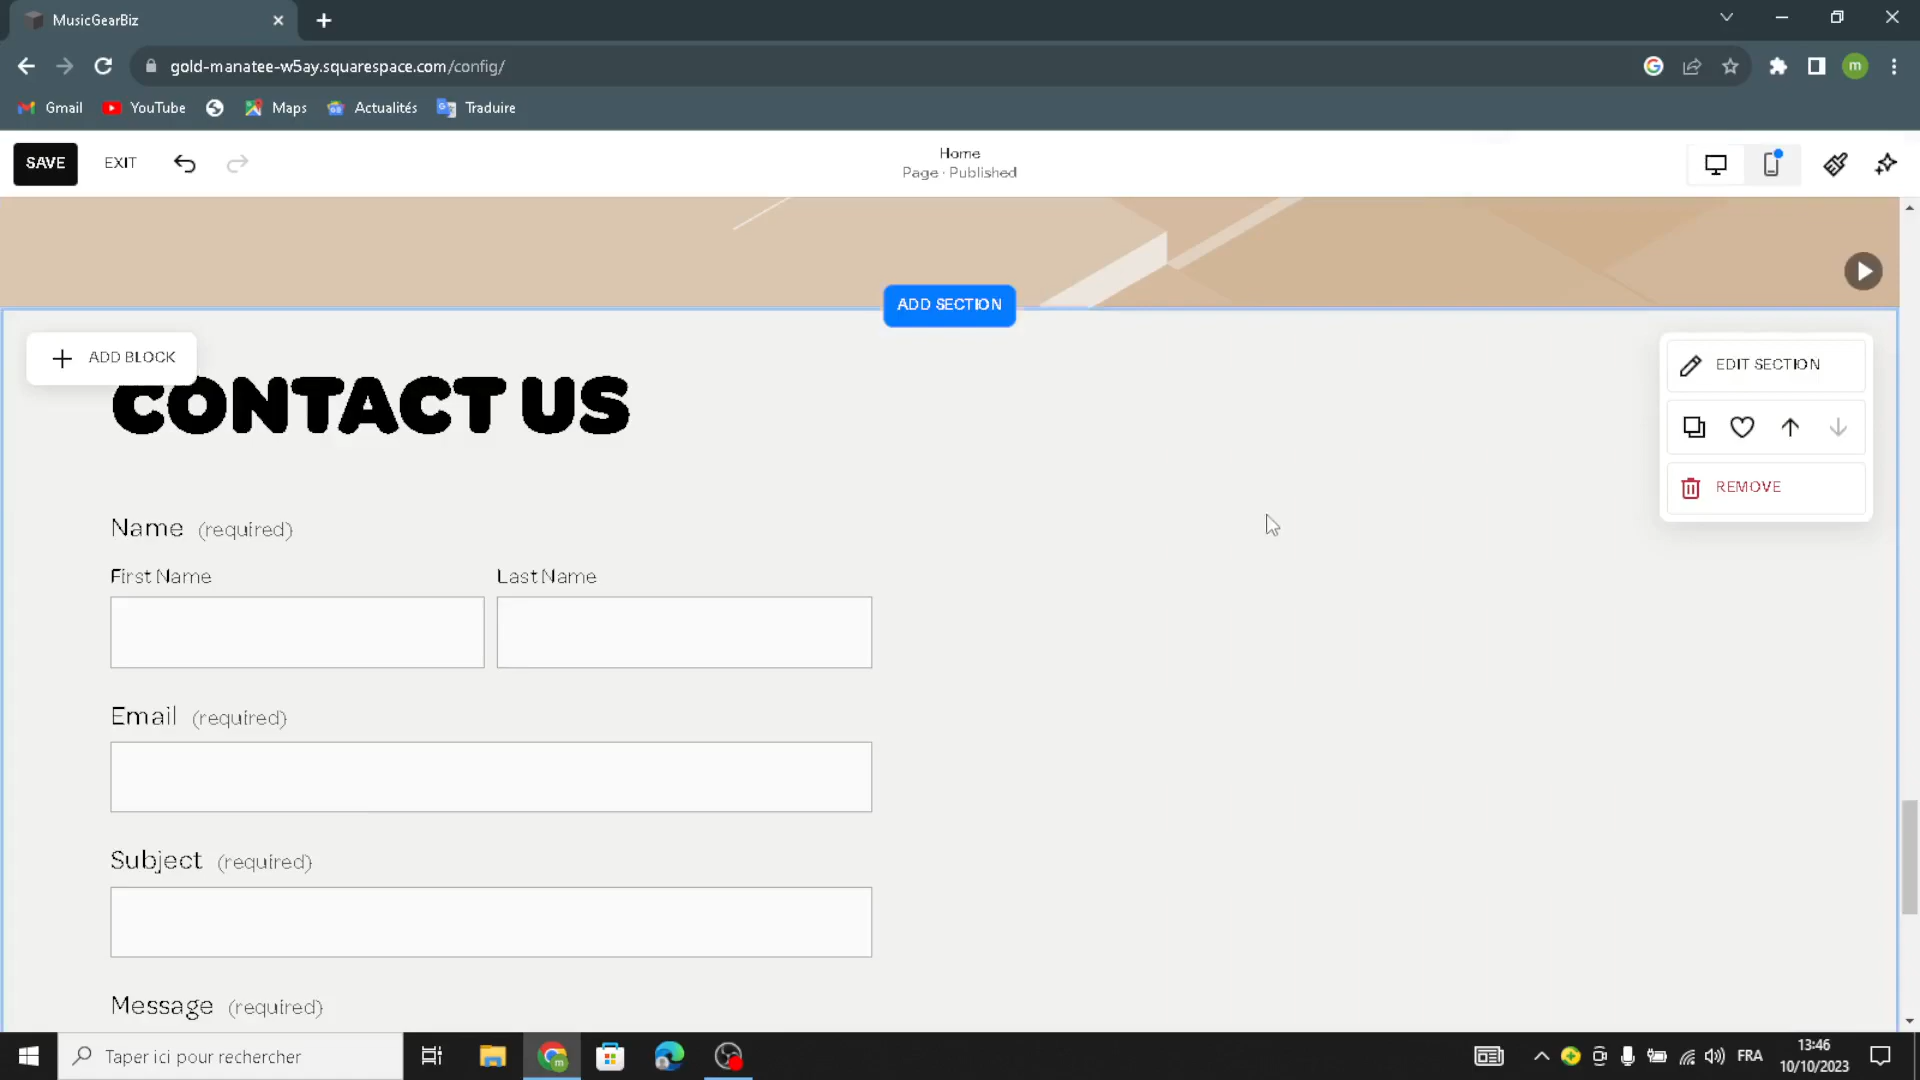 MusicGearBiz
gold-manatee-w5ay.squarespace.com/config/
m
Gmail YouTube Maps Actualités Traduire
SAVE EXIT
Home
Page · Published
ADD SECTION
ADD BLOCK
EDIT SECTION
CONTACT US
REMOVE
Name (required)
First Name Last Name
Email (required)
Subject (required)
Message (required)
Taper ici pour rechercher
m
FRA
13:46
10/10/2023